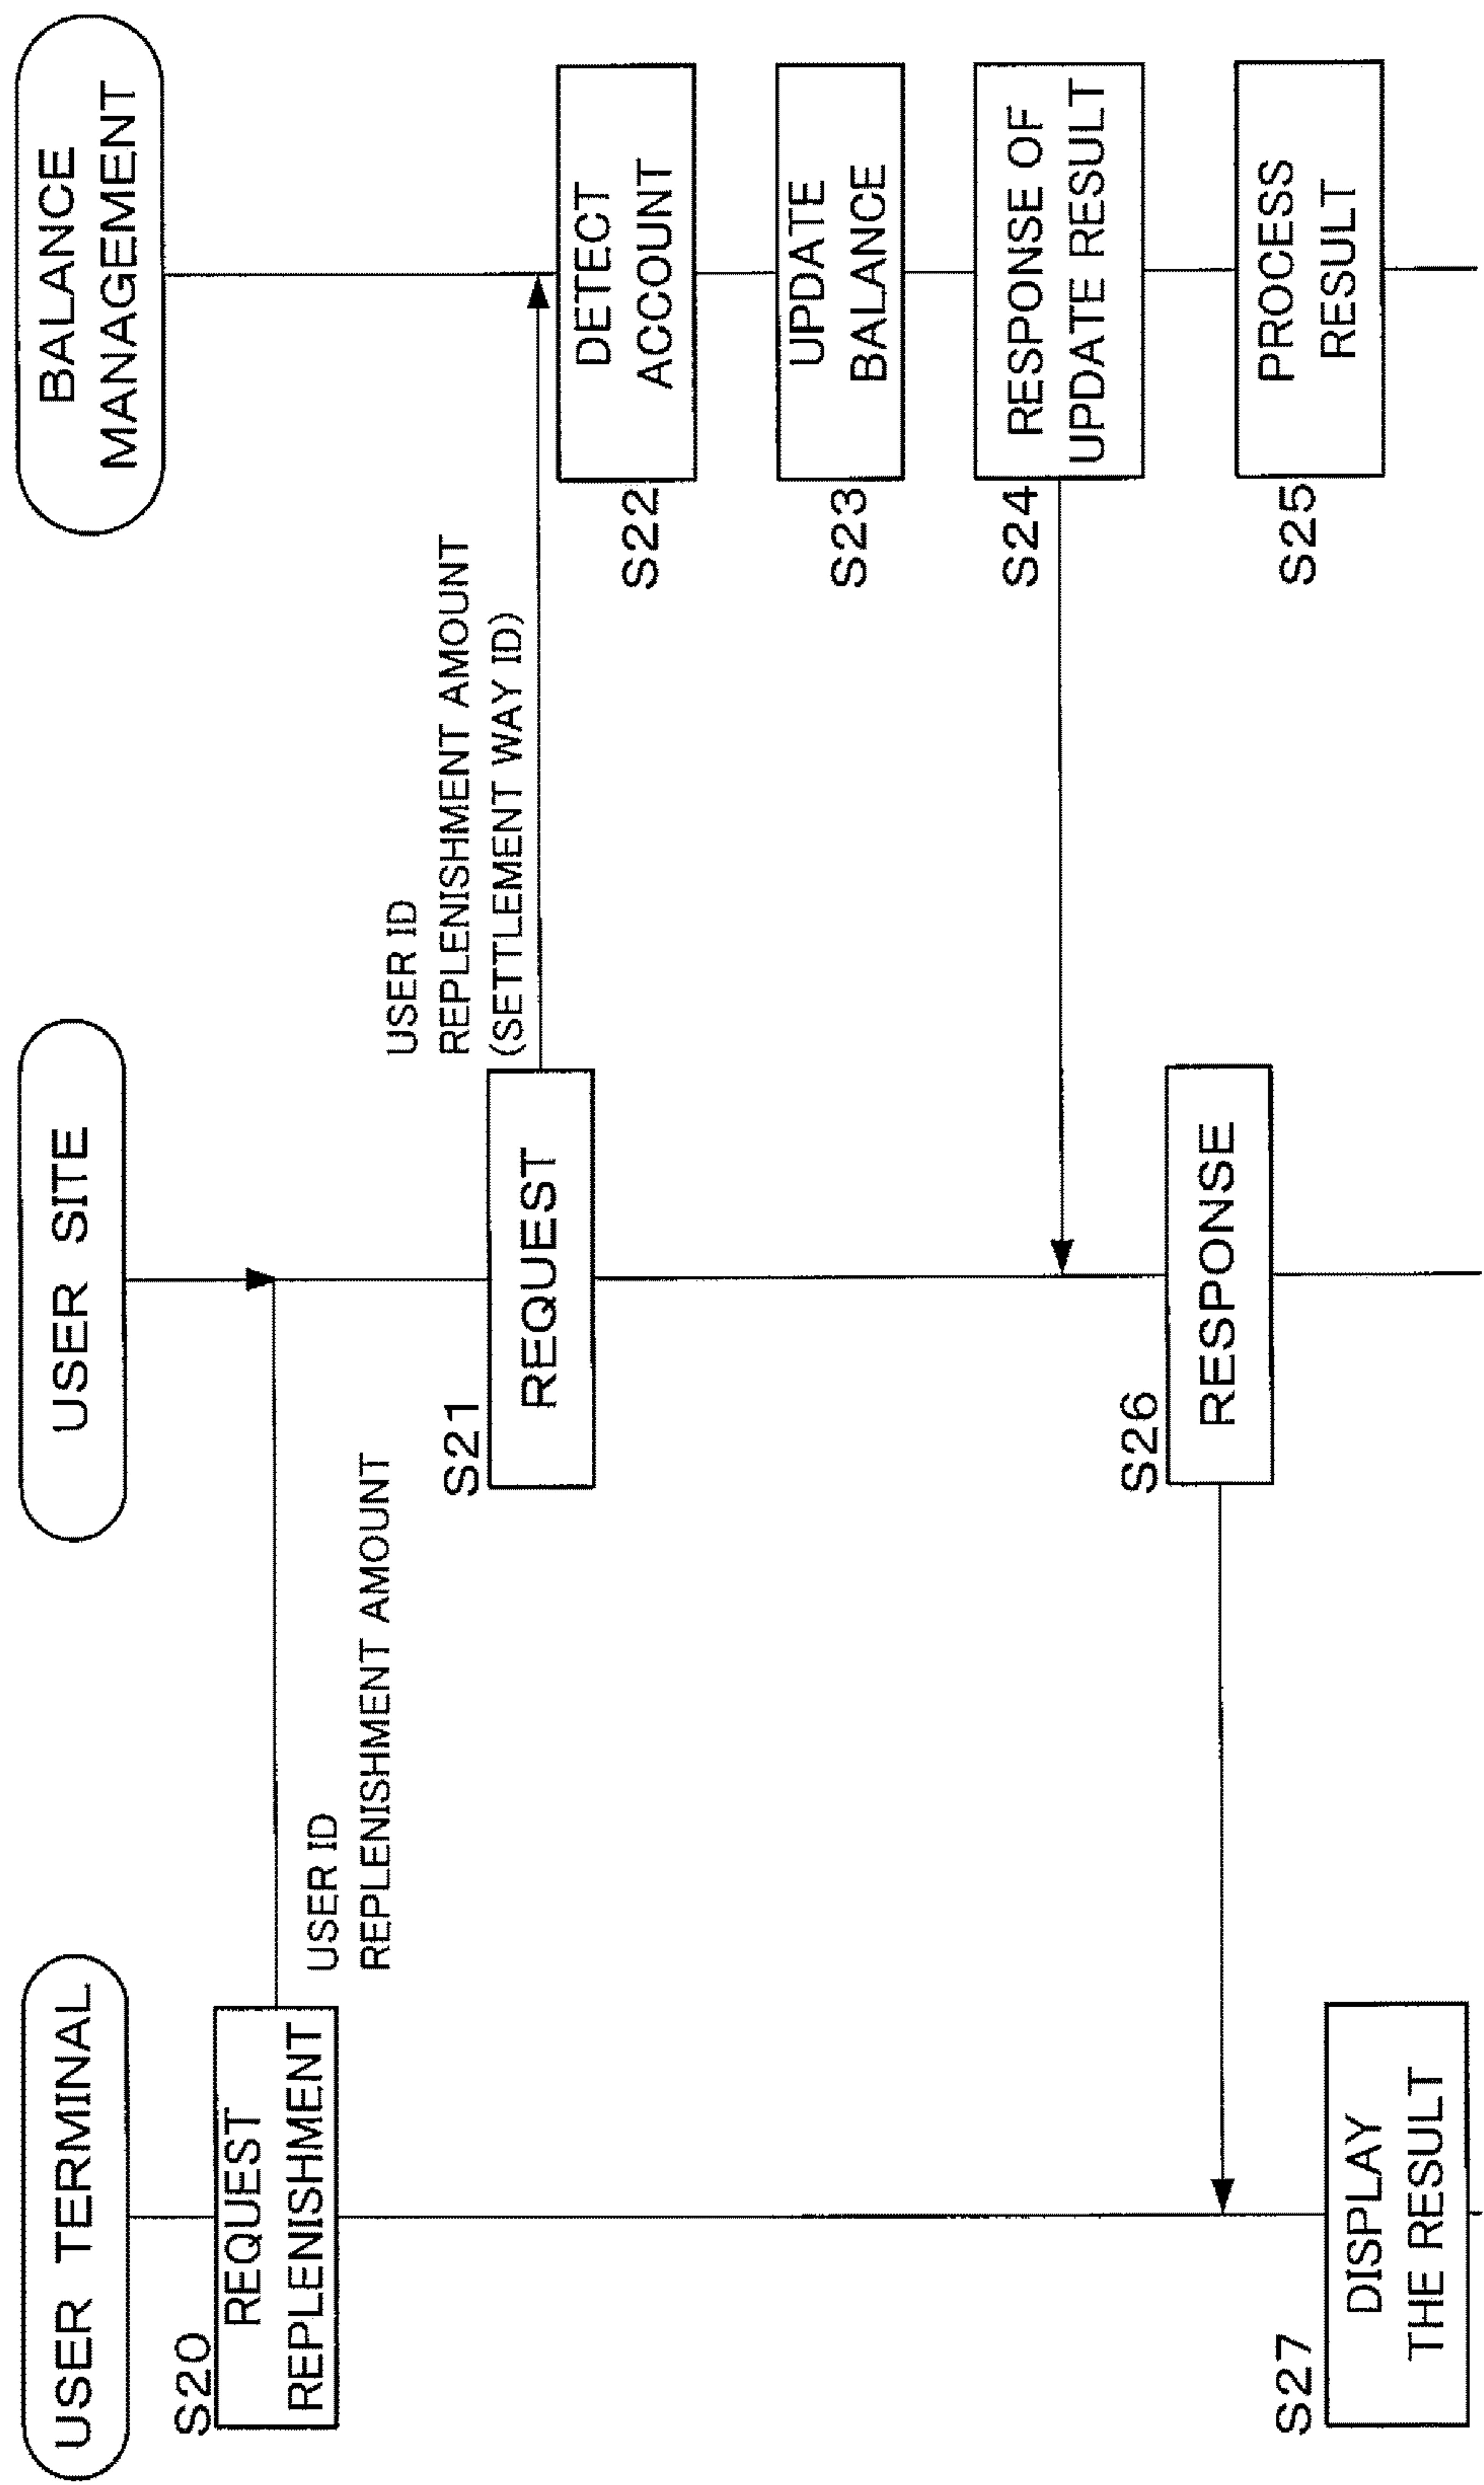 USER TERMINAL
USER SITE
BALANCE
MANAGEMENT
S20
REQUEST
REPLENISHMENT
USER ID
REPLENISHMENT AMOUNT
S21
REQUEST
USER ID
REPLENISHMENT AMOUNT
(SETTLEMENT WAY ID)
S22
DETECT
ACCOUNT
S23
UPDATE
BALANCE
S24
RESPONSE OF
UPDATE RESULT
S25
PROCESS
RESULT
S26
RESPONSE
S27
DISPLAY
THE RESULT